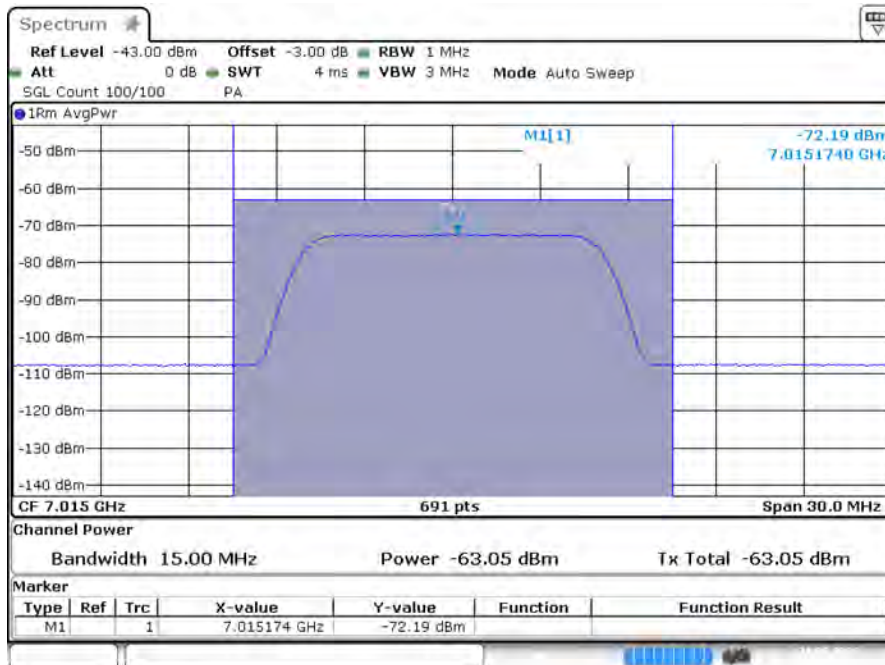 Spectrum
Ref Level -43.00 dBm Offset -3.00 dB RBW 1 MHz
Att 0 dB SWT 4 ms VBW 3 MHz Mode Auto Sweep
SGL Count 100/100 PA
1Rm AvgPwr
M1[1] -72.19 dBm
7.0151740 GHz
-50 dBm
-60 dBm
-70 dBm
-80 dBm
-90 dBm
-100 dBm
-110 dBm
-120 dBm
-130 dBm
-140 dBm
CF 7.015 GHz 691 pts Span 30.0 MHz
Channel Power
Bandwidth 15.00 MHz Power -63.05 dBm Tx Total -63.05 dBm
Marker
Type Ref Trc X-value Y-value Function Function Result
M1 1 7.015174 GHz -72.19 dBm